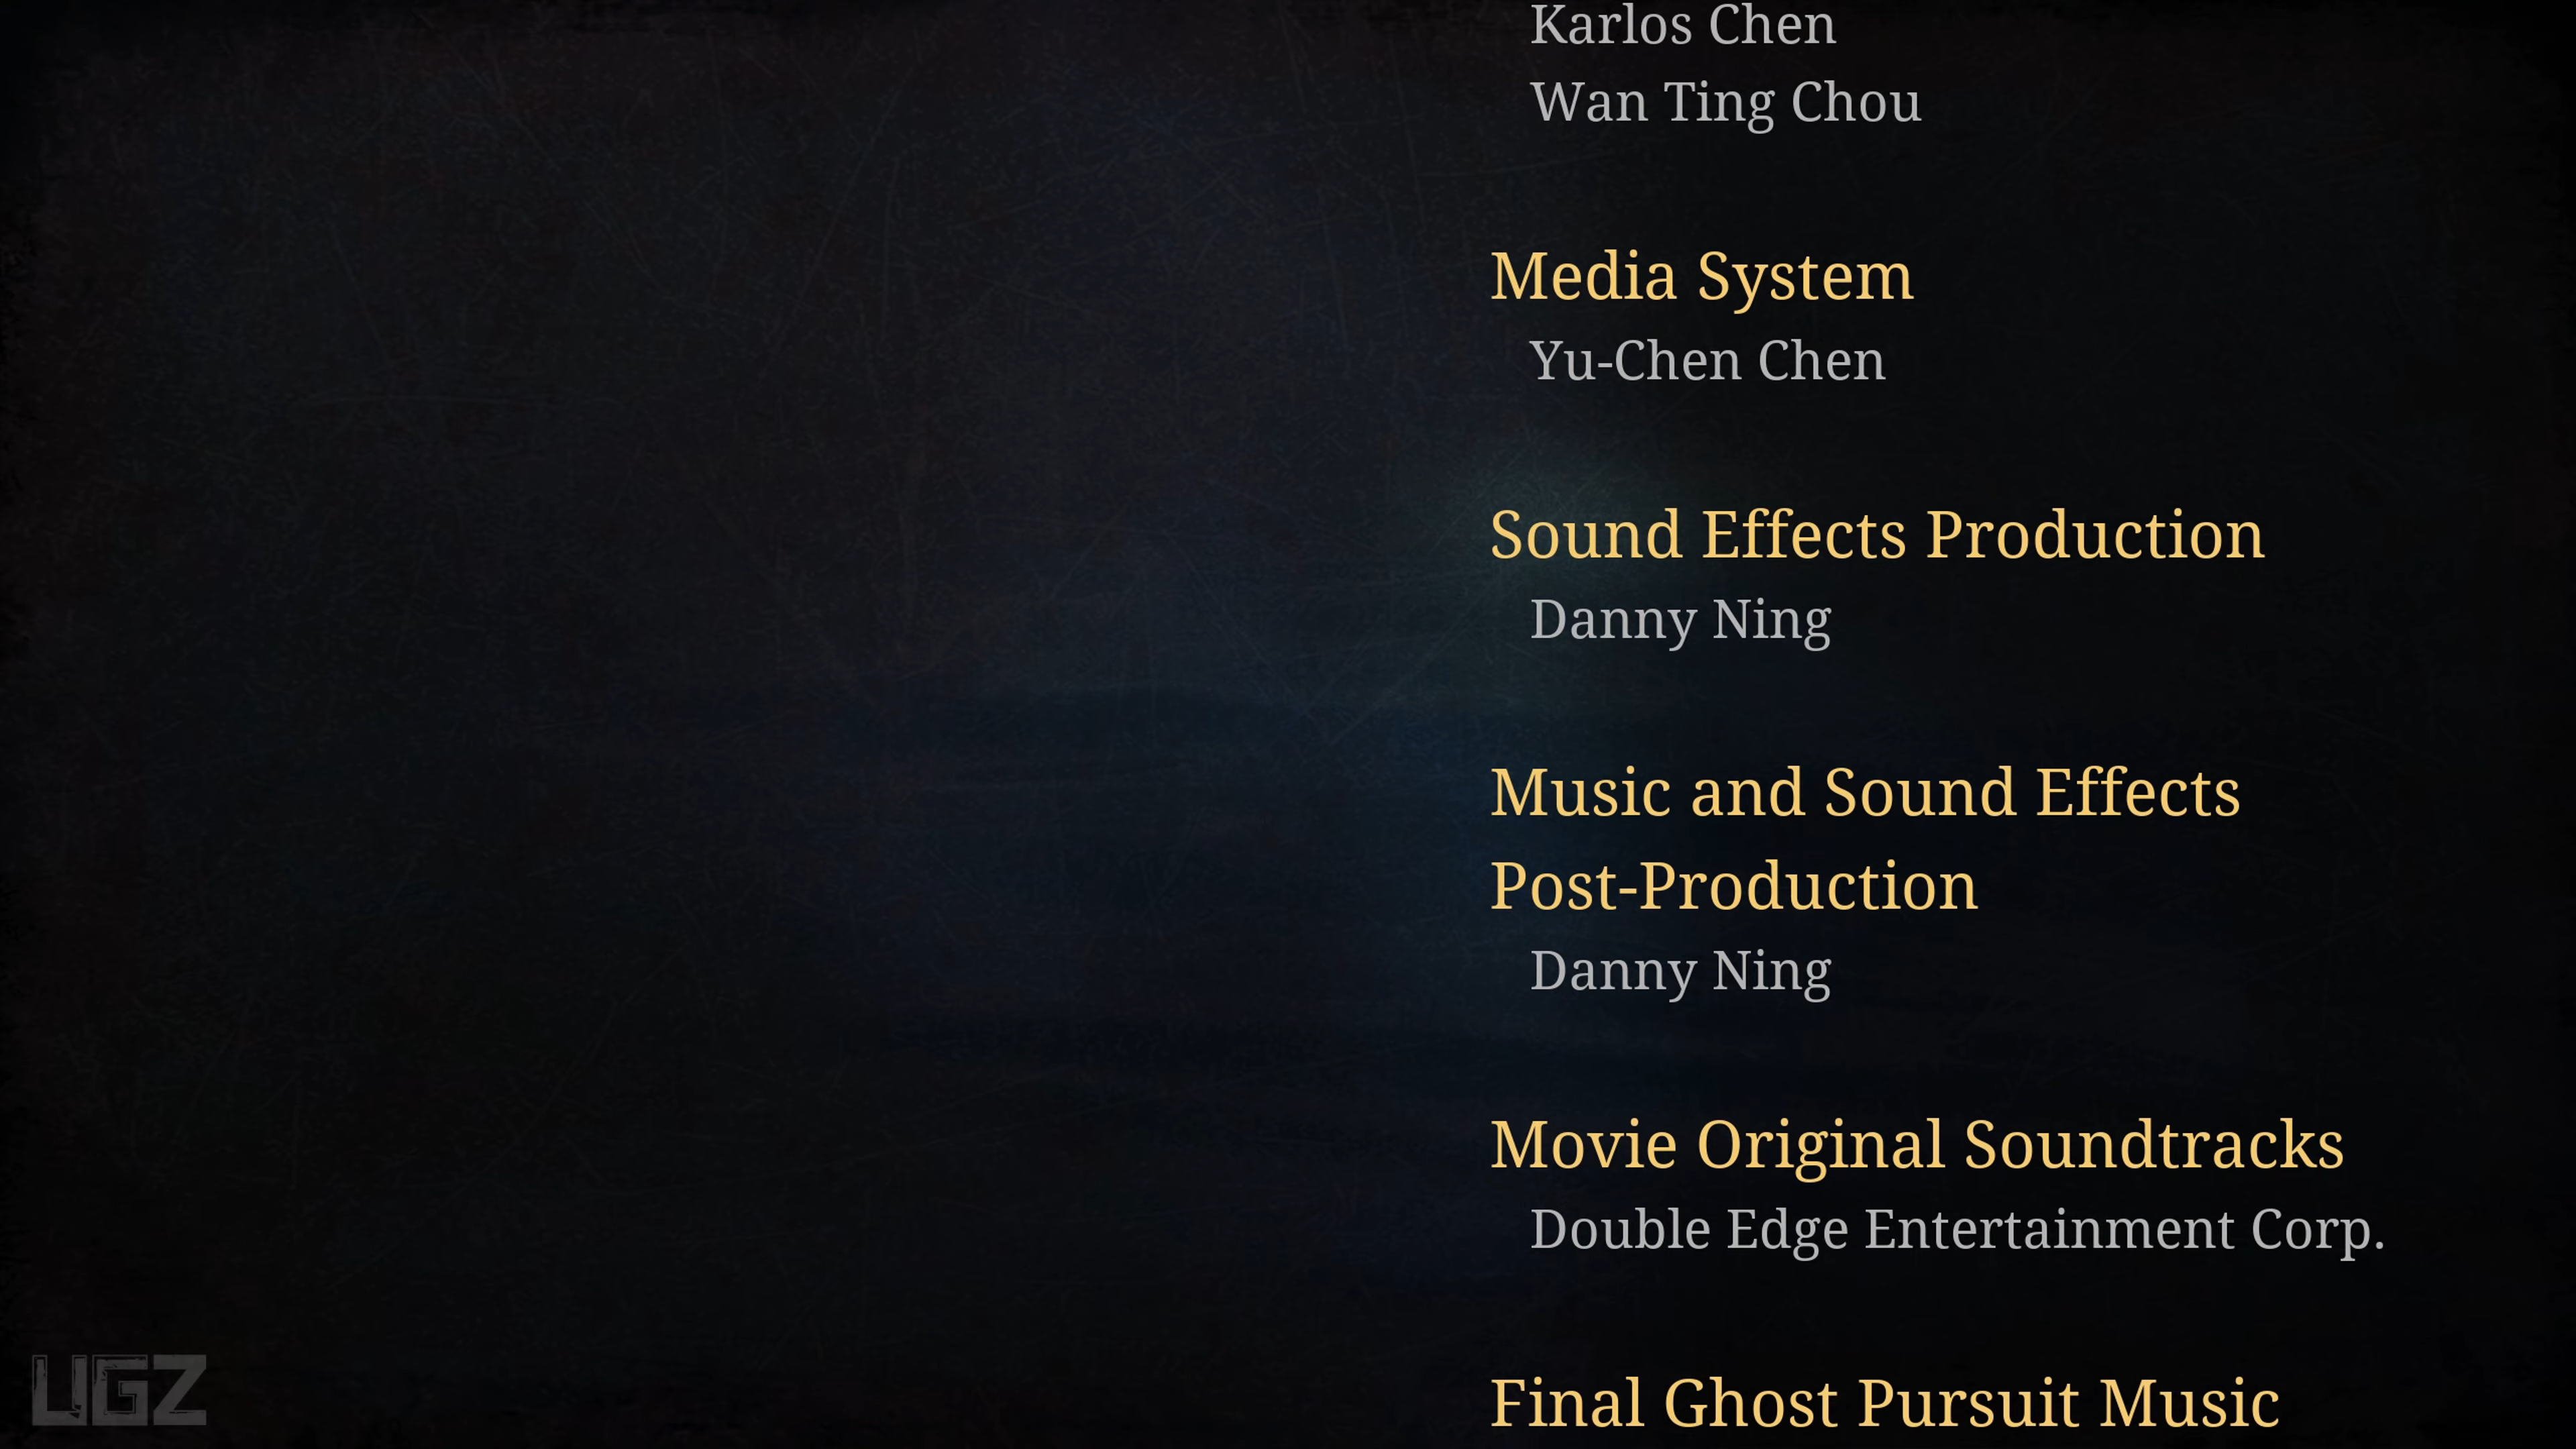 Karlos Chen
Wan Ting Chou
Media System
Yu-Chen Chen
Sound Effects Production
Danny Ning
Music and Sound Effects
Post-Production
Danny Ning
Movie Original Soundtracks
Double Edge Entertainment Corp.
Final Ghost Pursuit Music
UGZ